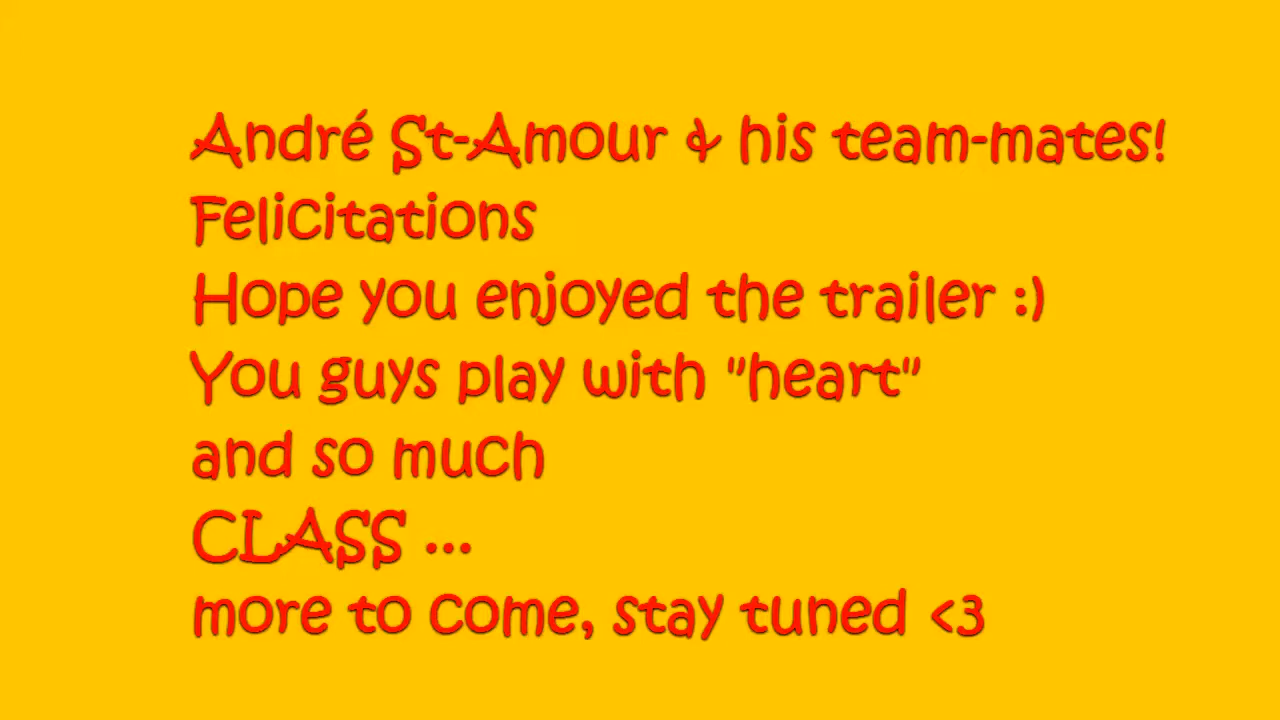 André St-Amour & his team-mates!
Felicitations
Hope you enjoyed the trailer :)
You guys play with "heart"
and so much
CLASS ...
more to come, stay tuned <3